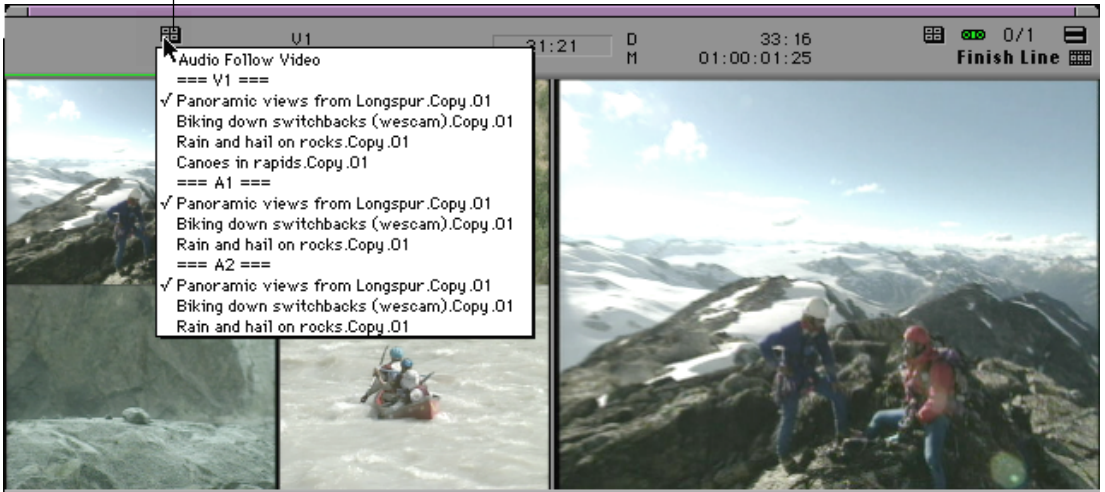 V1
31:21
D 33:16
0/1
M 01:00:01:25
Finish Line
Audio Follow Video
=== V1 ===
✓ Panoramic views from Longspur.Copy.01
Biking down switchbacks (wescam).Copy.01
Rain and hail on rocks.Copy.01
Canoes in rapids.Copy.01
=== A1 ===
✓ Panoramic views from Longspur.Copy.01
Biking down switchbacks (wescam).Copy.01
Rain and hail on rocks.Copy.01
=== A2 ===
✓ Panoramic views from Longspur.Copy.01
Biking down switchbacks (wescam).Copy.01
Rain and hail on rocks.Copy.01